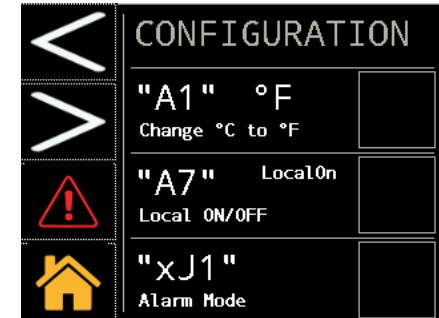 CONFIGURATION
"A1" °F
Change °C to °F
"A7" LocalOn
Local ON/OFF
"xJ1"
Alarm Mode